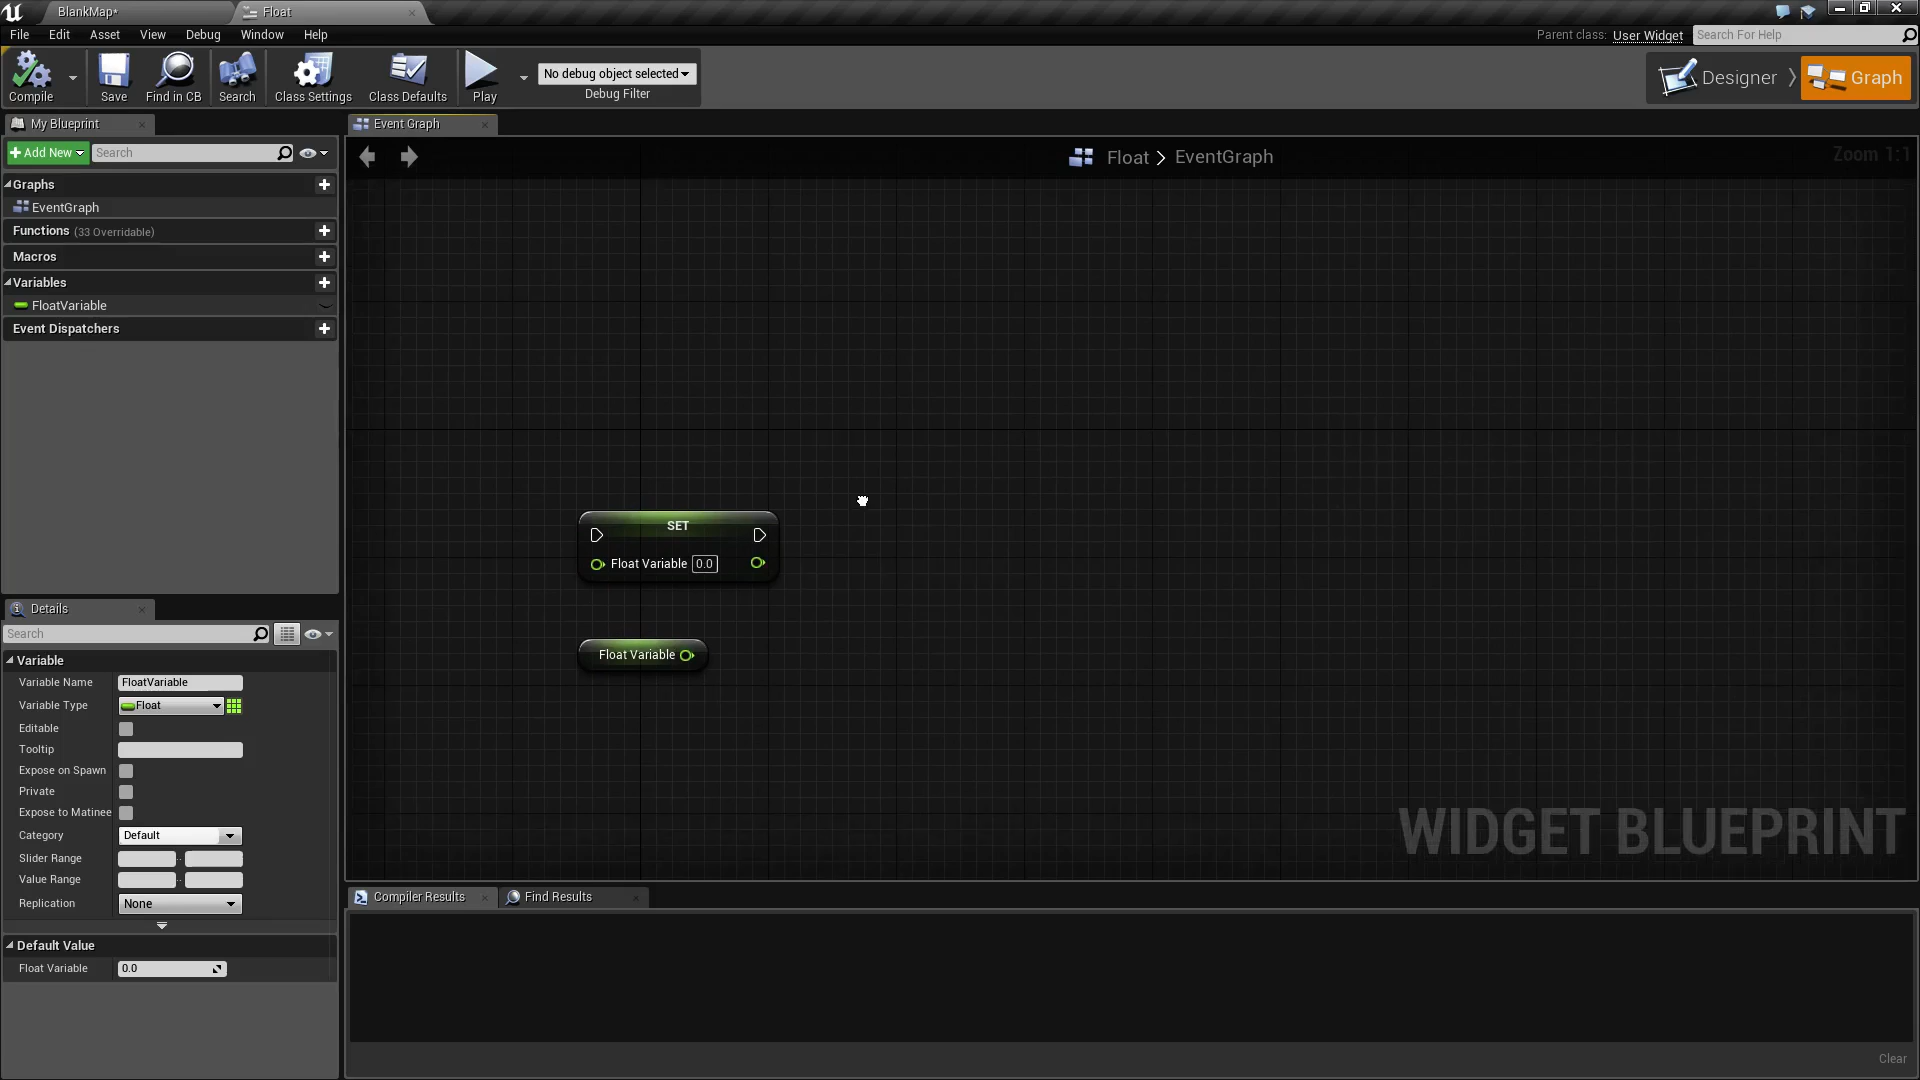 BlankMap*
Float
File
Edit
Asset
View
Debug
Window
Help
Parent class: User Widget
Search For Help
Compile
Save
Find in CB
Search
Class Settings
Class Defaults
Play
No debug object selected
Debug Filter
Designer
Graph
My Blueprint
Event Graph
Add New
Search
Float
EventGraph
Zoom 1:1
Graphs
EventGraph
Functions (33 Overridable)
Macros
Variables
FloatVariable
Event Dispatchers
SET
Float Variable 0.0
Float Variable
WIDGET BLUEPRINT
Details
Search
Variable
Variable Name FloatVariable
Variable Type Float
Editable
Tooltip
Expose on Spawn
Private
Expose to Matinee
Category Default
Slider Range
Value Range
Replication None
Default Value
Float Variable 0.0
Compiler Results
Find Results
Clear